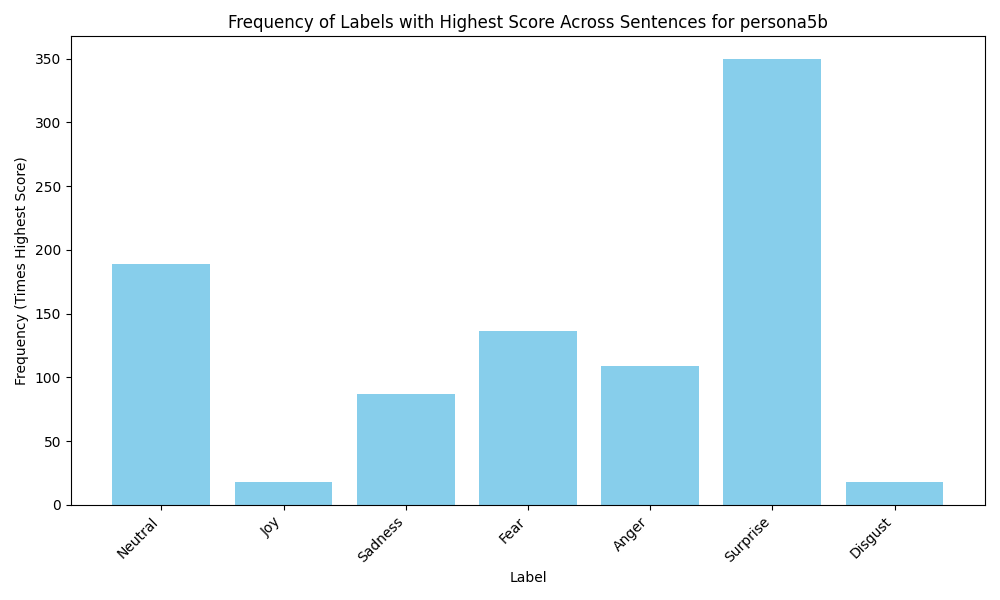 Frequency of Labels with Highest Score Across Sentences for persona5b
Frequency (Times Highest Score)
350
300
250
200
150
100
50
0
Neutral
Joy
Sadness
Fear
Anger
Surprise
Disgust
Label